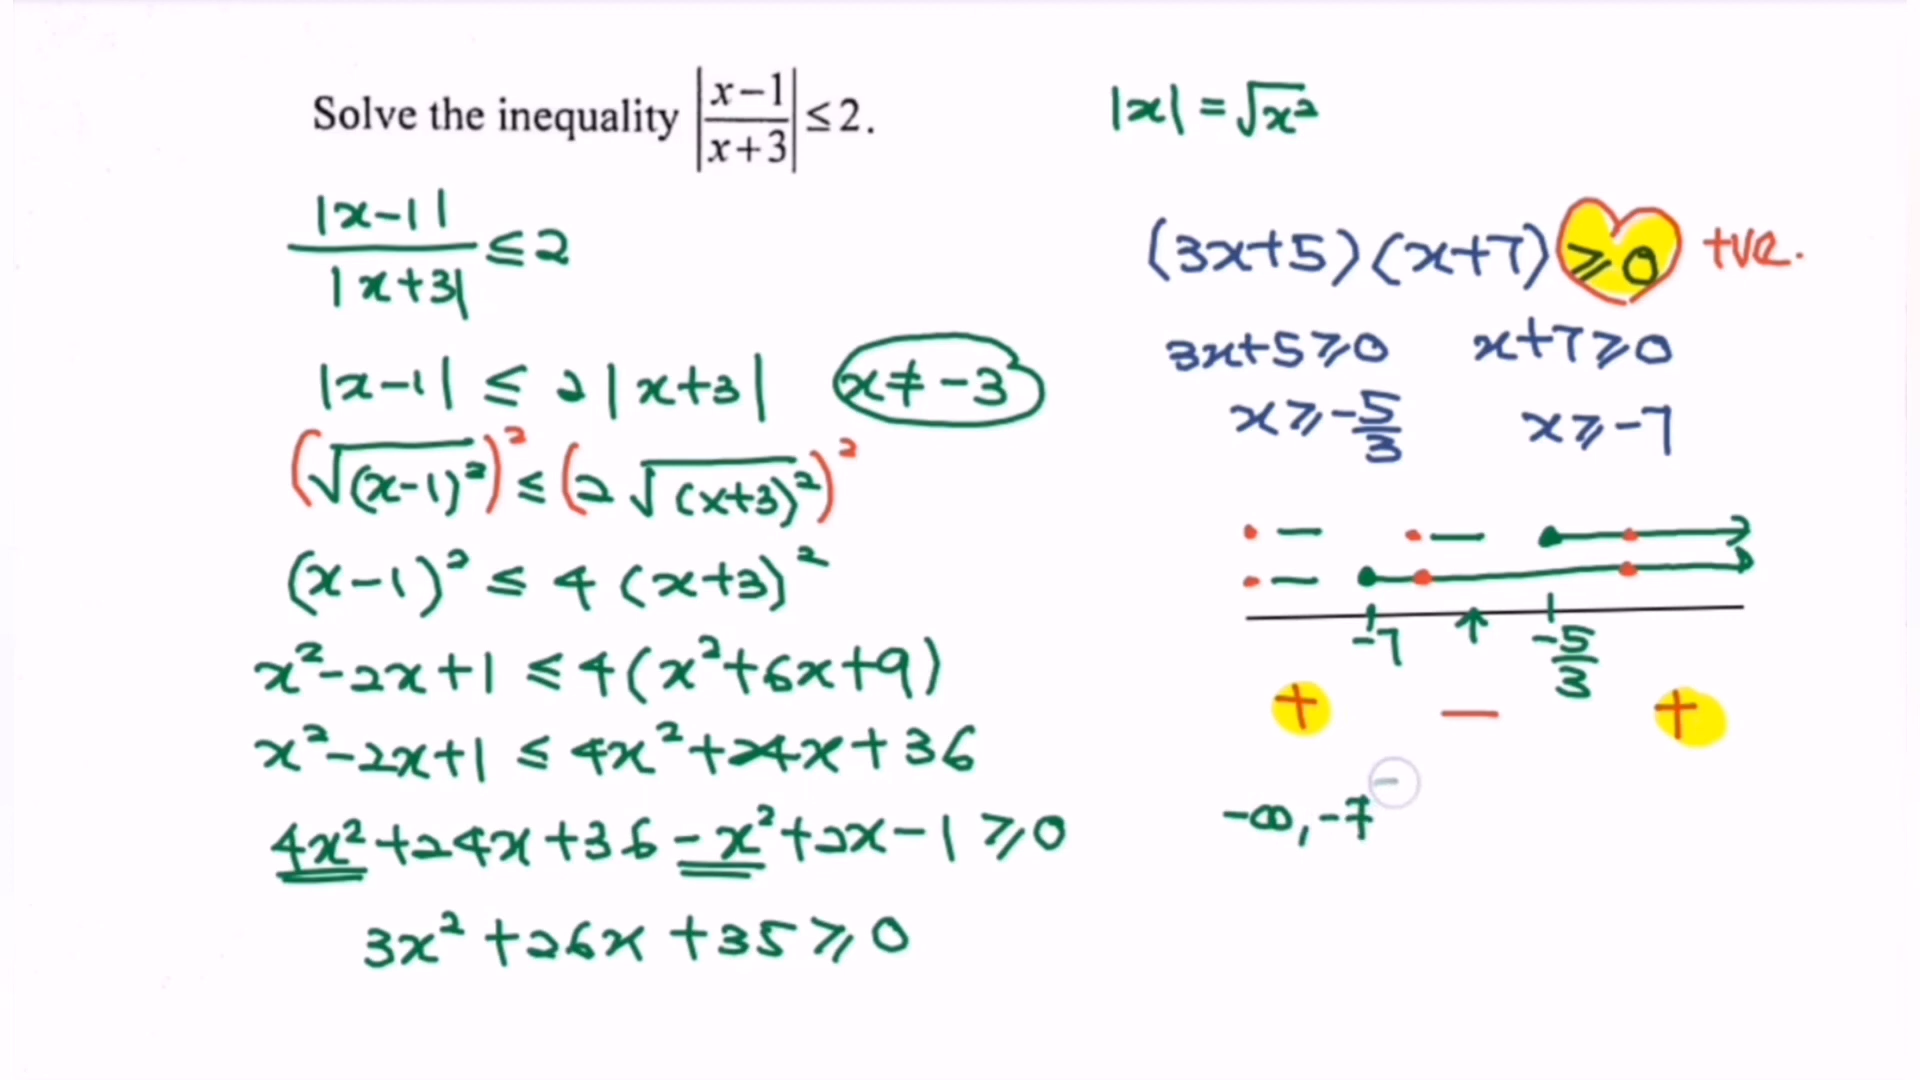 Solve the inequality |x-1/x+3| ≤ 2.
|x-1|/|x+3| ≤ 2
|x-1| ≤ 2|x+3| x≠-3
(√(x-1)²)² ≤ (2√(x+3)²)²
(x-1)² ≤ 4(x+3)²
x²-2x+1 ≤ 4(x²+6x+9)
x²-2x+1 ≤ 4x²+24x+36
4x²+24x+36-x²+2x-1 ≥ 0
3x²+26x+35 ≥ 0
|x| = √x²
(3x+5)(x+7) ≥ 0 +ve.
3x+5 ≥ 0 x+7 ≥ 0
x ≥ -5/3 x ≥ -7
— —
—
-7 -5/3
+ — +
-∞, -7